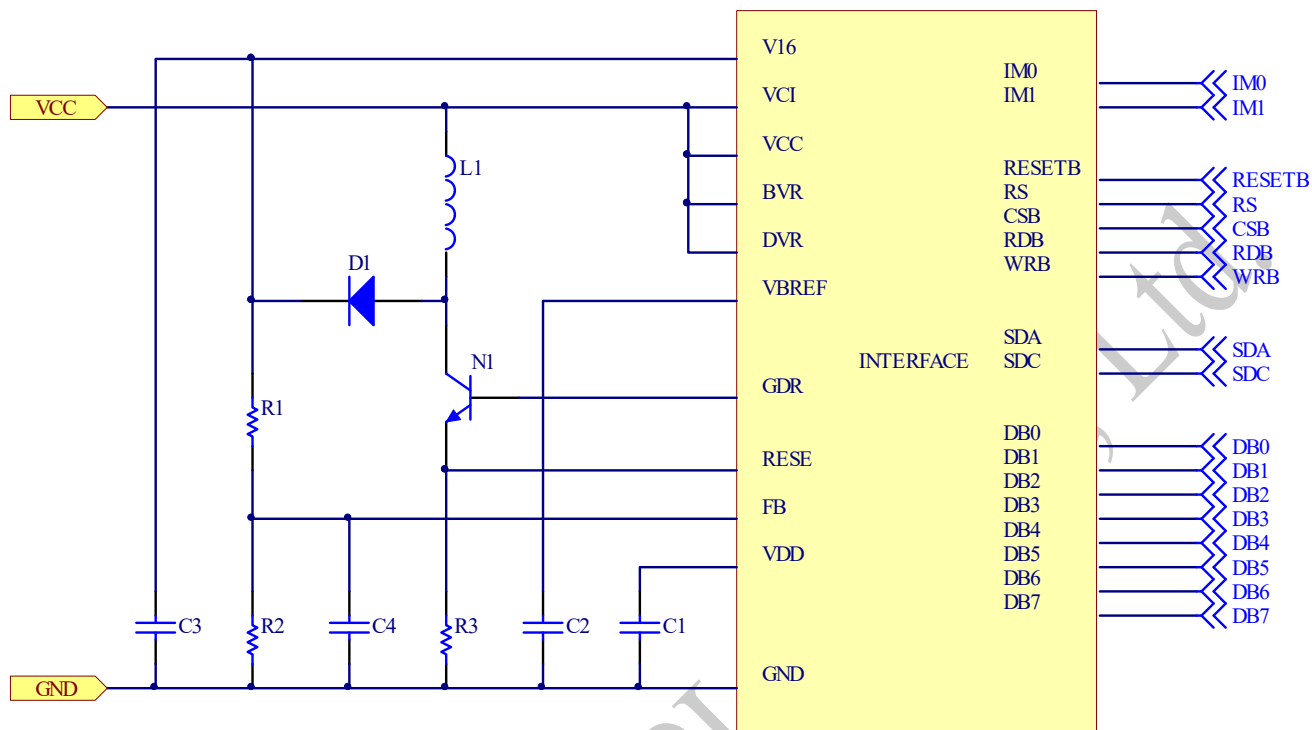 V16
VCI
VCC
BVR
DVR
VBREF
GDR
RESE
FB
VDD
GND
INTERFACE
IM0
IM1
RESETB
RS
CSB
RDB
WRB
SDA
SDC
DB0
DB1
DB2
DB3
DB4
DB5
DB6
DB7
IM0
IM1
RESETB
RS
CSB
RDB
WRB
SDA
SDC
DB0
DB1
DB2
DB3
DB4
DB5
DB6
DB7
VCC
L1
D1
N1
R1
C3
R2
C4
R3
C2
C1
GND
Ltd.